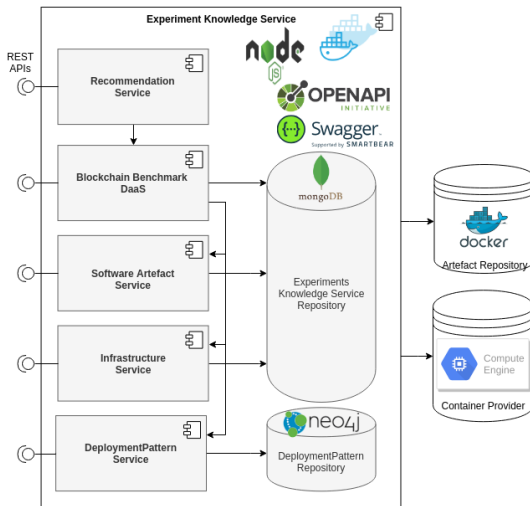 Experiment Knowledge Service
REST
APIs
node
JS
OPENAPI
INITIATIVE
Swagger
Supported by SMARTBEAR
Recommendation
Service
Blockchain Benchmark
DaaS
mongoDB
Software Artefact
Service
Experiments
Knowledge Service
Repository
Infrastructure
Service
DeploymentPattern
Service
neo4j
DeploymentPattern
Repository
docker
Artefact Repository
Compute
Engine
Container Provider